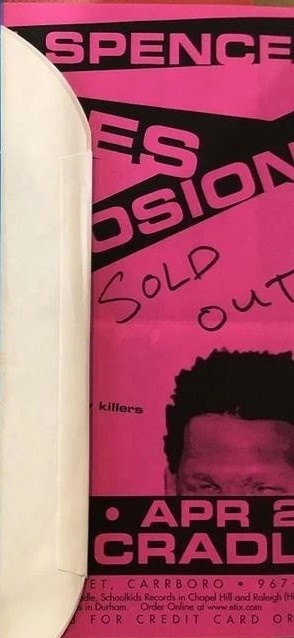 SPENCE
ES
OSION
SOLD
OUT
killers
• APR 2
CRADL
ET, CARRBORO • 967-
dle, Schoolkids Records in Chapel Hill and Raleigh (H
s in Durham. Order Online at www.etix.com
FOR CREDIT CARD OR